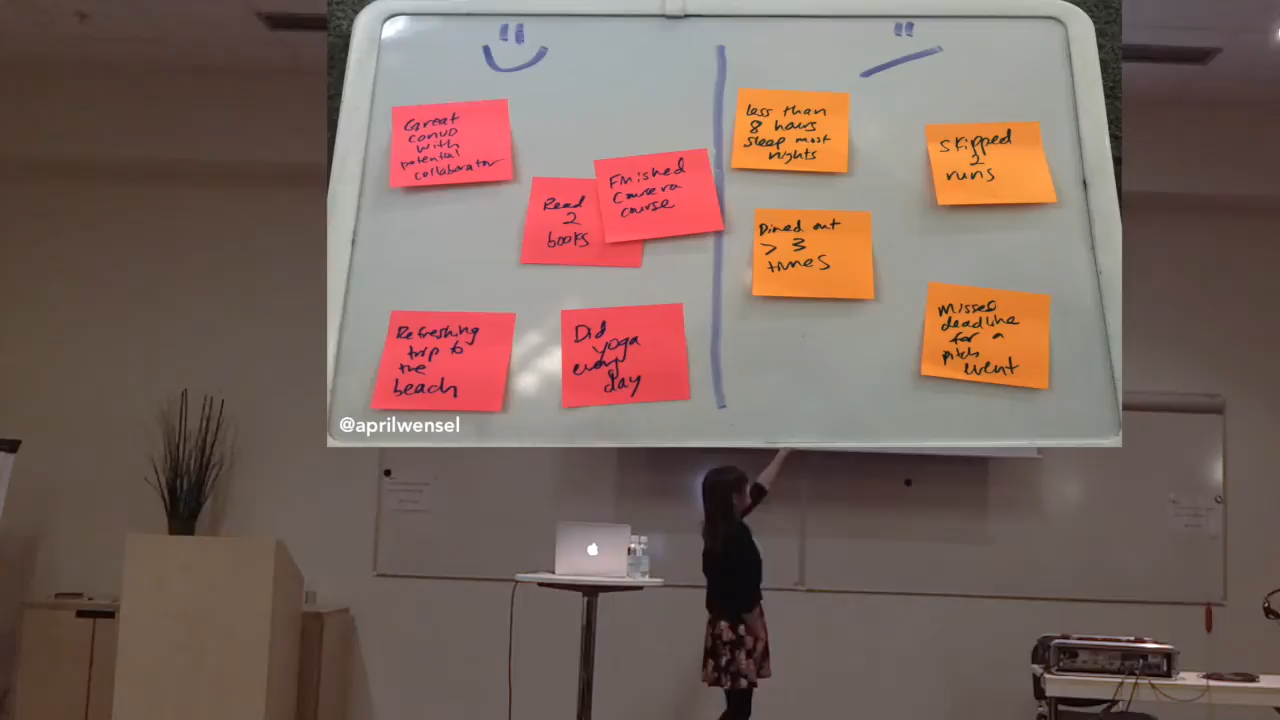 Great
convo
with
potential
collaborator
Read
2
books
Finished
Coursera
course
Refreshing
trip to
the
beach
Did
yoga
every
day
less than
8 hours
sleep most
nights
Skipped
2
runs
Dined out
> 3
times
Missed
deadline
for a
pitch
event
@aprilwensel